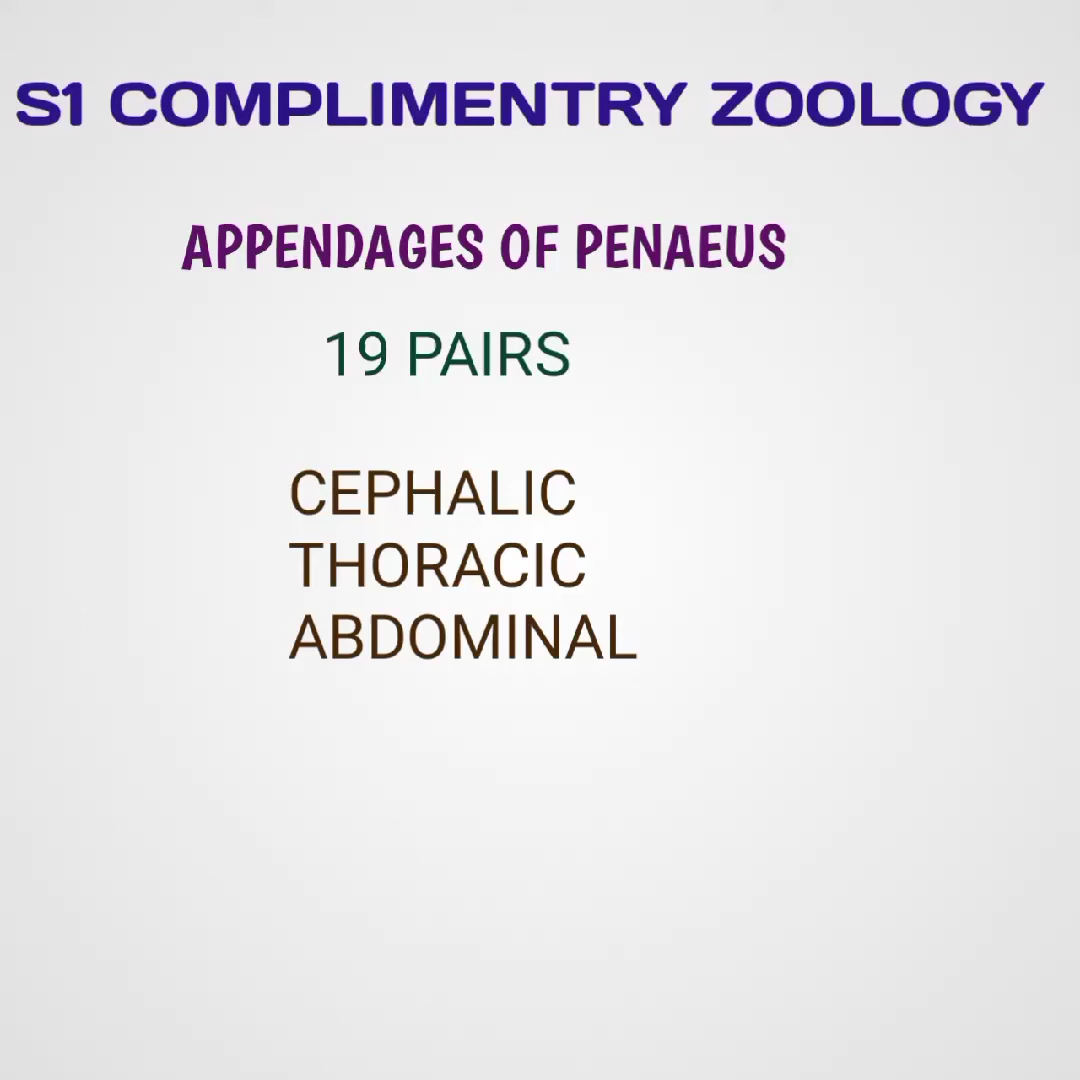 S1 COMPLIMENTRY ZOOLOGY
APPENDAGES OF PENAEUS
19 PAIRS
CEPHALIC
THORACIC
ABDOMINAL